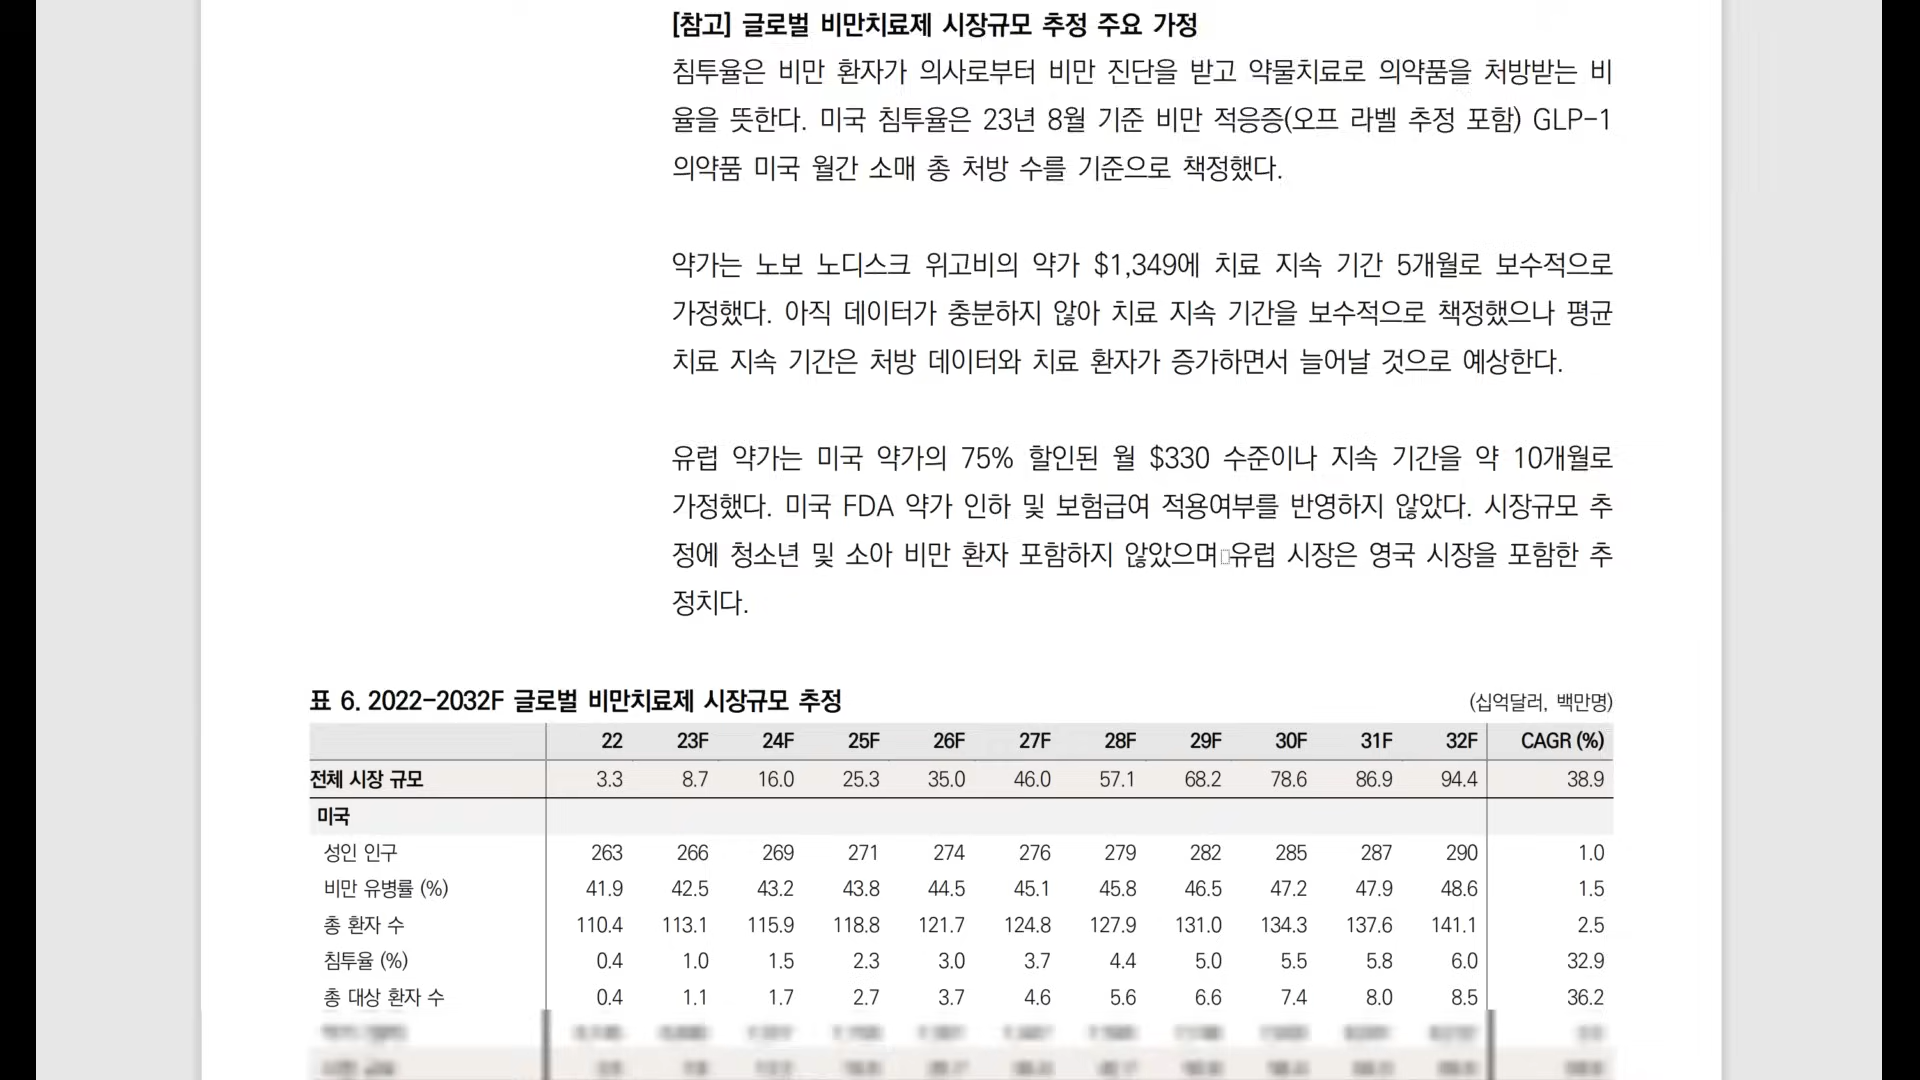 [참고] 글로벌 비만치료제 시장규모 추정 주요 가정
침투율은 비만 환자가 의사로부터 비만 진단을 받고 약물치료로 의약품을 처방받는 비
율을 뜻한다. 미국 침투율은 23년 8월 기준 비만 적응증(오프 라벨 추정 포함) GLP-1
의약품 미국 월간 소매 총 처방 수를 기준으로 책정했다.
약가는 노보 노디스크 위고비의 약가 $1,349에 치료 지속 기간 5개월로 보수적으로
가정했다. 아직 데이터가 충분하지 않아 치료 지속 기간을 보수적으로 책정했으나 평균
치료 지속 기간은 처방 데이터와 치료 환자가 증가하면서 늘어날 것으로 예상한다.
유럽 약가는 미국 약가의 75% 할인된 월 $330 수준이나 지속 기간을 약 10개월로
가정했다. 미국 FDA 약가 인하 및 보험급여 적용여부를 반영하지 않았다. 시장규모 추
정에 청소년 및 소아 비만 환자 포함하지 않았으며 유럽 시장은 영국 시장을 포함한 추
정치다.
표 6. 2022-2032F 글로벌 비만치료제 시장규모 추정 (십억달러, 백만명)
22 23F 24F 25F 26F 27F 28F 29F 30F 31F 32F CAGR (%)
전체 시장 규모 3.3 8.7 16.0 25.3 35.0 46.0 57.1 68.2 78.6 86.9 94.4 38.9
미국
성인 인구 263 266 269 271 274 276 279 282 285 287 290 1.0
비만 유병률 (%) 41.9 42.5 43.2 43.8 44.5 45.1 45.8 46.5 47.2 47.9 48.6 1.5
총 환자 수 110.4 113.1 115.9 118.8 121.7 124.8 127.9 131.0 134.3 137.6 141.1 2.5
침투율 (%) 0.4 1.0 1.5 2.3 3.0 3.7 4.4 5.0 5.5 5.8 6.0 32.9
총 대상 환자 수 0.4 1.1 1.7 2.7 3.7 4.6 5.6 6.6 7.4 8.0 8.5 36.2